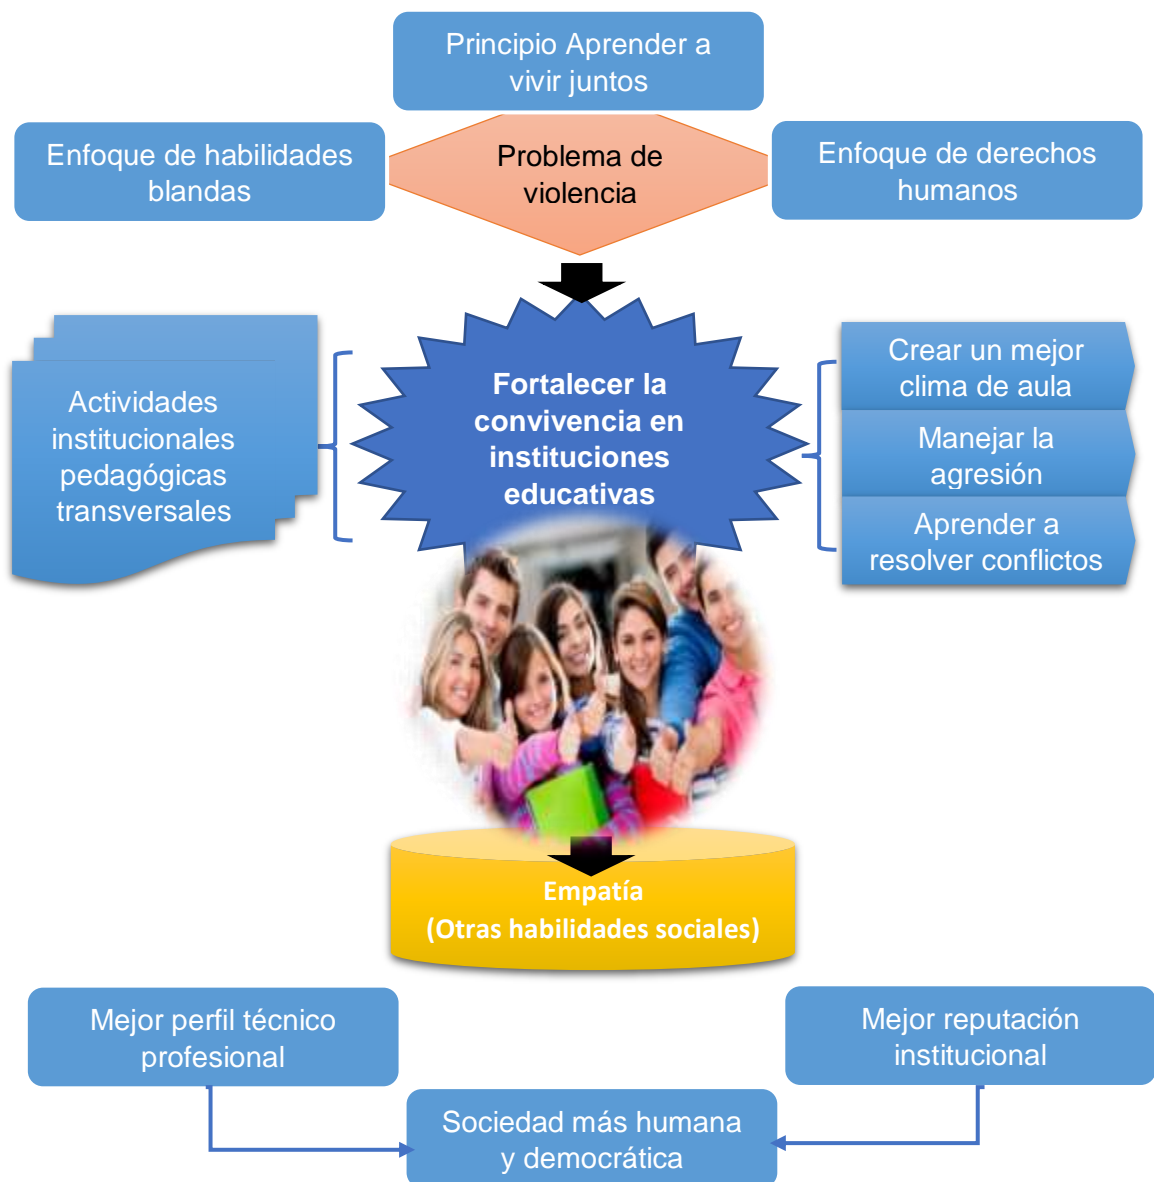 Principio Aprender a
vivir juntos
Enfoque de habilidades
blandas
Problema de
violencia
Enfoque de derechos
humanos
Actividades
institucionales
pedagógicas
transversales
Fortalecer la
convivencia en
instituciones
educativas
Crear un mejor
clima de aula
Manejar la
agresión
Aprender a
resolver conflictos
Empatía
(Otras habilidades sociales)
Mejor perfil técnico
profesional
Mejor reputación
institucional
Sociedad más humana
y democrática